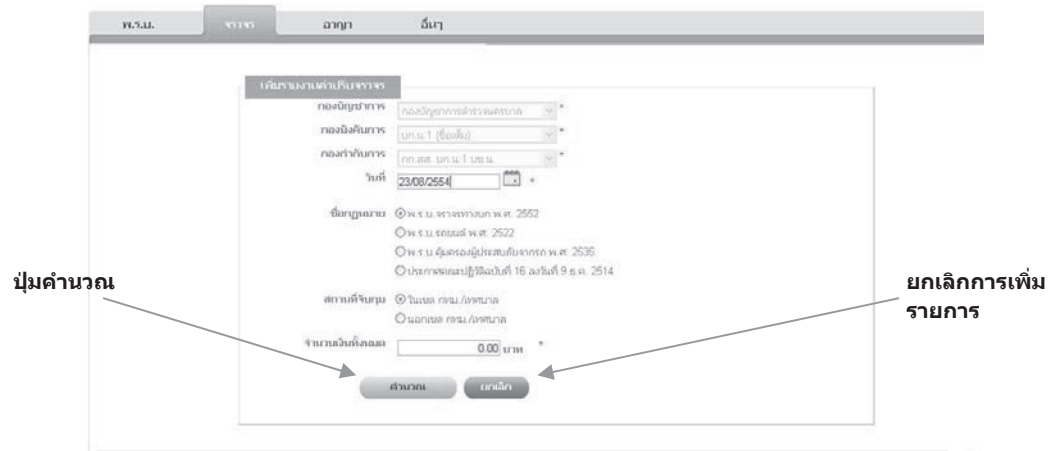 พ.ร.บ. จราจร อาญา อื่นๆ
เพิ่มรายงานค่าปรับจราจร
กองบัญชาการ กองบัญชาการตำรวจนครบาล *
กองบังคับการ บก.น.1 (ชื่อเต็ม) *
กองกำกับการ กก.สส. บก.น.1 บช.น. *
วันที่ 23/08/2554 *
ชื่อกฎหมาย พ.ร.บ. จราจรทางบก พ.ศ. 2552
พ.ร.บ. รถยนต์ พ.ศ. 2522
พ.ร.บ. คุ้มครองผู้ประสบภัยจากรถ พ.ศ. 2535
ประกาศคณะปฏิวัติฉบับที่ 16 ลงวันที่ 9 ธ.ค. 2514
ปุ่มคำนวณ
ยกเลิกการเพิ่ม
รายการ
สถานที่จับกุม ในเขต กทม./เทศบาล
นอกเขต กทม./เทศบาล
จำนวนเงินทั้งหมด 0.00 บาท *
คำนวณ ยกเลิก